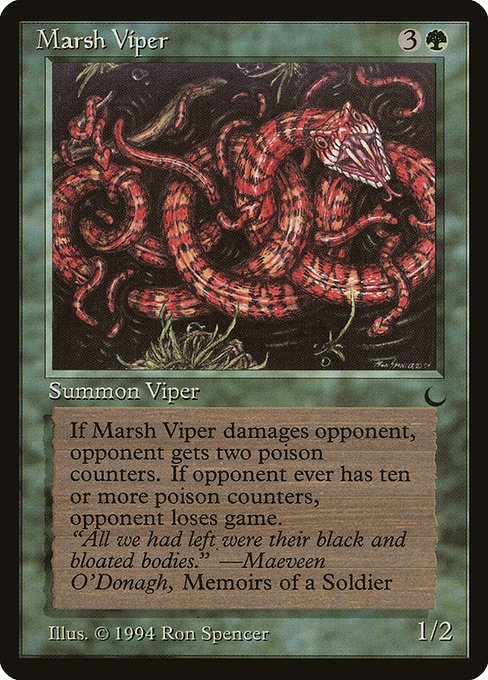 Marsh Viper 3
Summon Viper
If Marsh Viper damages opponent,
opponent gets two poison
counters. If opponent ever has ten
or more poison counters,
opponent loses game.
“All we had left were their black and
bloated bodies.” —Maeveen
O’Donagh, Memoirs of a Soldier
Illus. © 1994 Ron Spencer 1/2